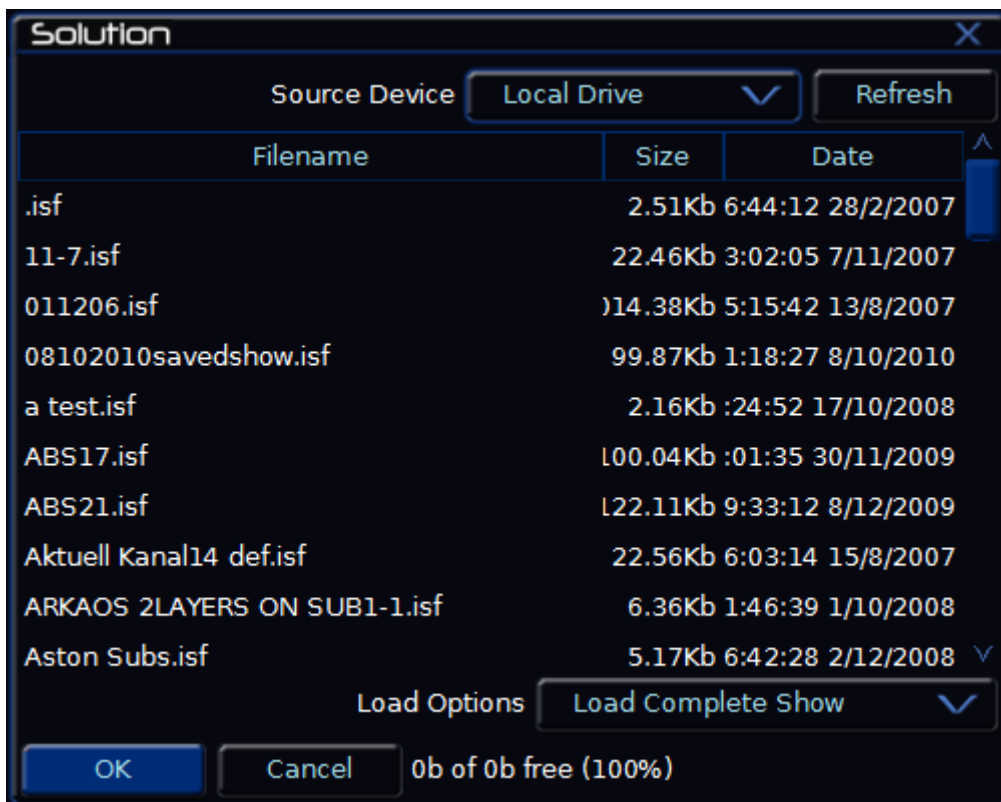 Solution
Source Device Local Drive Refresh
Filename Size Date
.isf 2.51Kb 6:44:12 28/2/2007
11-7.isf 22.46Kb 3:02:05 7/11/2007
011206.isf 014.38Kb 5:15:42 13/8/2007
08102010savedshow.isf 99.87Kb 1:18:27 8/10/2010
a test.isf 2.16Kb :24:52 17/10/2008
ABS17.isf 100.04Kb :01:35 30/11/2009
ABS21.isf 122.11Kb 9:33:12 8/12/2009
Aktuell Kanal14 def.isf 22.56Kb 6:03:14 15/8/2007
ARKAOS 2LAYERS ON SUB1-1.isf 6.36Kb 1:46:39 1/10/2008
Aston Subs.isf 5.17Kb 6:42:28 2/12/2008
Load Options Load Complete Show
OK Cancel 0b of 0b free (100%)